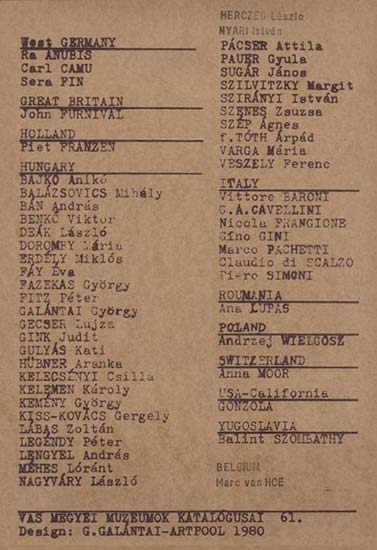 West GERMANY
Ra ANUBIS
Carl CAMU
Sera FIN
GREAT BRITAIN
John FURNIVAL
HOLLAND
Piet FRANZEN
HUNGARY
BAJKÓ Anikó
BALÁZSOVICS Mihály
BÁN András
BENKŐ Viktor
DEÁK László
DOROMBY Mária
ERDÉLY Miklós
FÁY Éva
FAZEKAS György
FITZ Péter
GALÁNTAI György
GECSER Lujza
GINK Judit
GULYÁS Kati
HÜBNER Aranka
KELECSÉNYI Csilla
KELEMEN Károly
KEMÉNY György
KISS-KOVÁCS Gergely
LÁBAS Zoltán
LEGÉNDY Péter
LENGYEL András
MÉHES Lóránt
NAGYVÁRY László
HERCZEG László
NYÁRI István
PÁCSER Attila
PAUER Gyula
SUGÁR János
SZILVITZKY Margit
SZIRÁNYI István
SZENES Zsuzsa
SZÉP Ágnes
f.TÓTH Árpád
VARGA Mária
VESZELY Ferenc
ITALY
Vittore BARONI
G.A.CAVELLINI
Nicola FRANGIONE
Gino GINI
Marco PACHETTI
Claudio di SCALZO
Piero SIMONI
ROUMANIA
Ana LUPAS
POLAND
Andrzej WIELGOSZ
SWITZERLAND
Anna MOOR
USA-California
GONZOLA
YUGOSLAVIA
Balint SZOMBATHY
BELGIUM
Marc van HOE
VAS MEGYEI MUZEUMOK KATALÓGUSAI 61.
Design: G.GALÁNTAI-ARTPOOL 1980